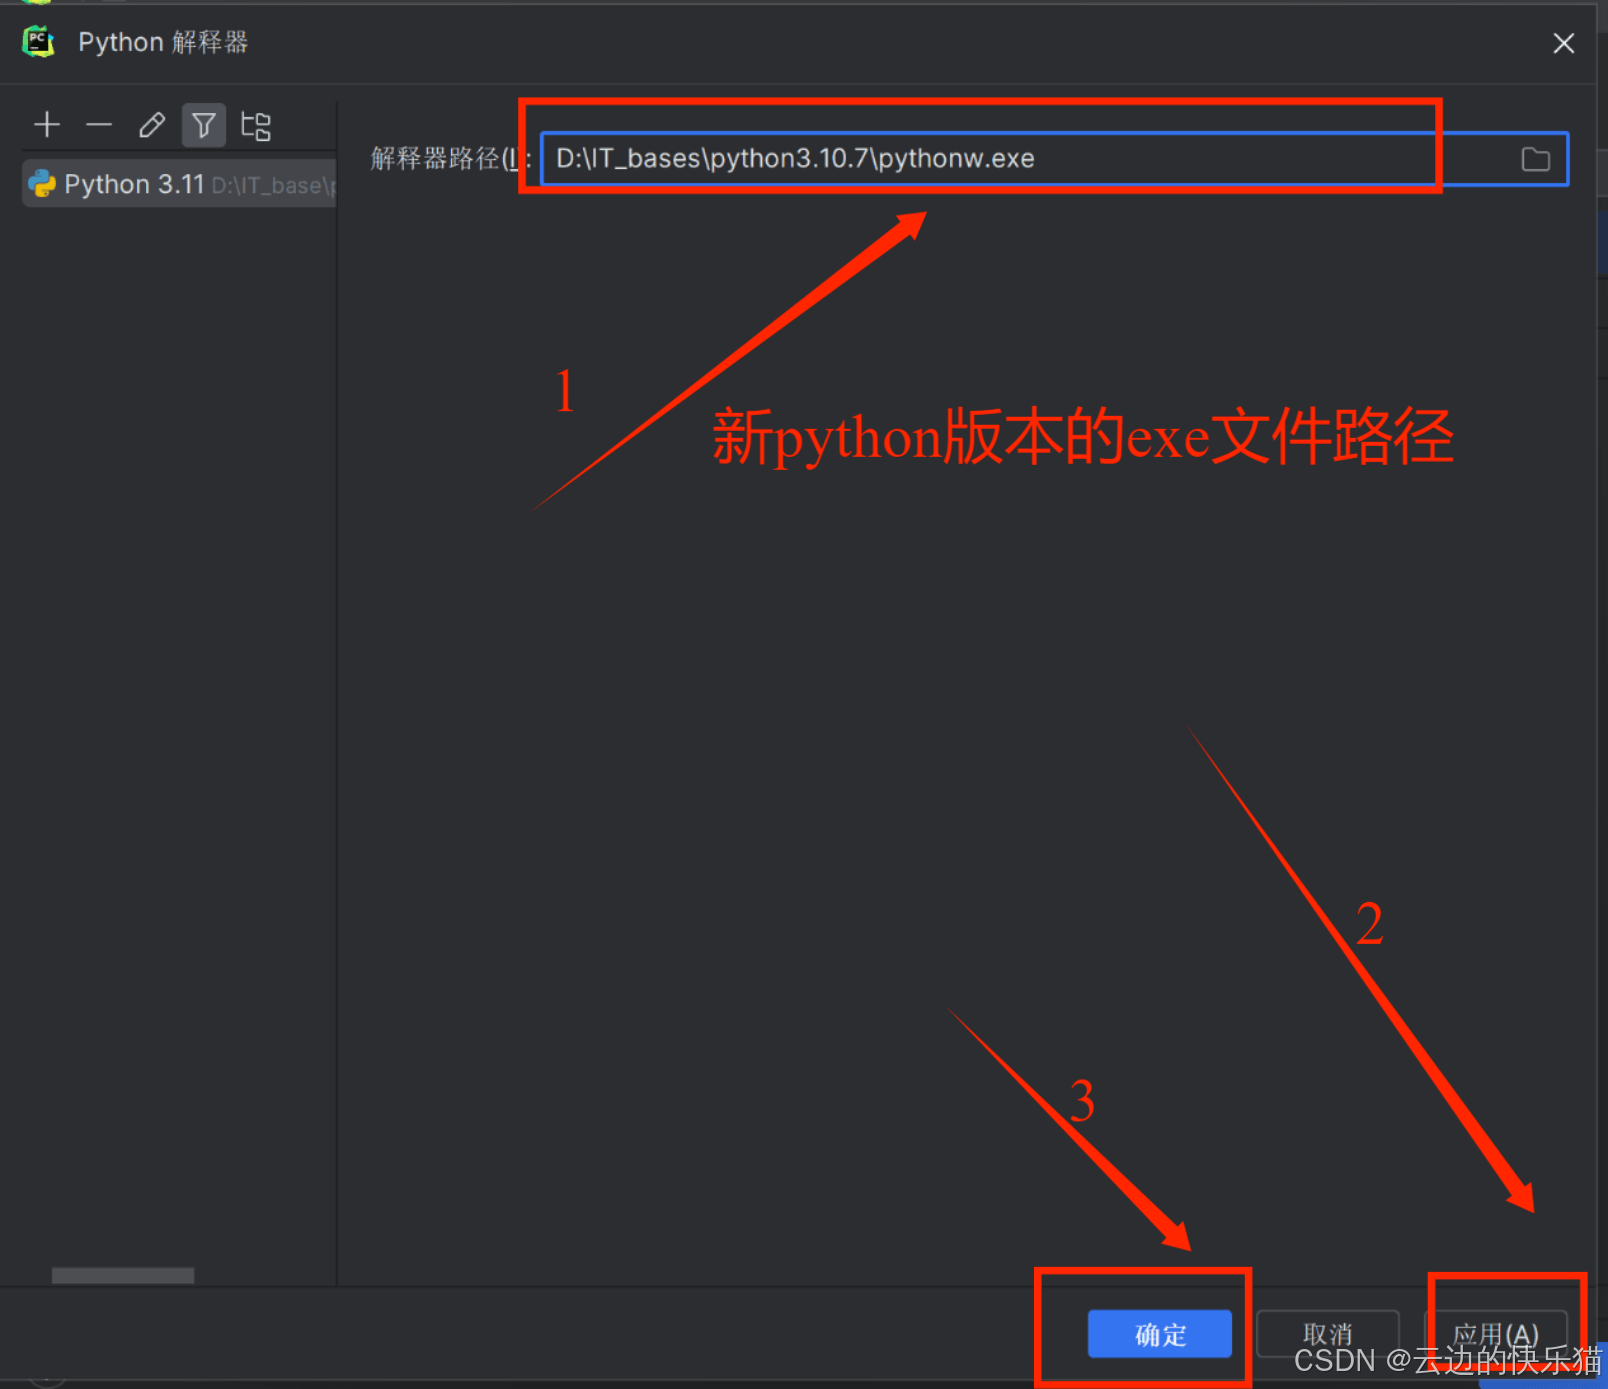 PC
Python 解释器
Python 3.11 D:\IT_base\p
解释器路径(I):
D:\IT_bases\python3.10.7\pythonw.exe
1
新python版本的exe文件路径
2
3
确定
取消
应用(A)
CSDN @云边的快乐猫